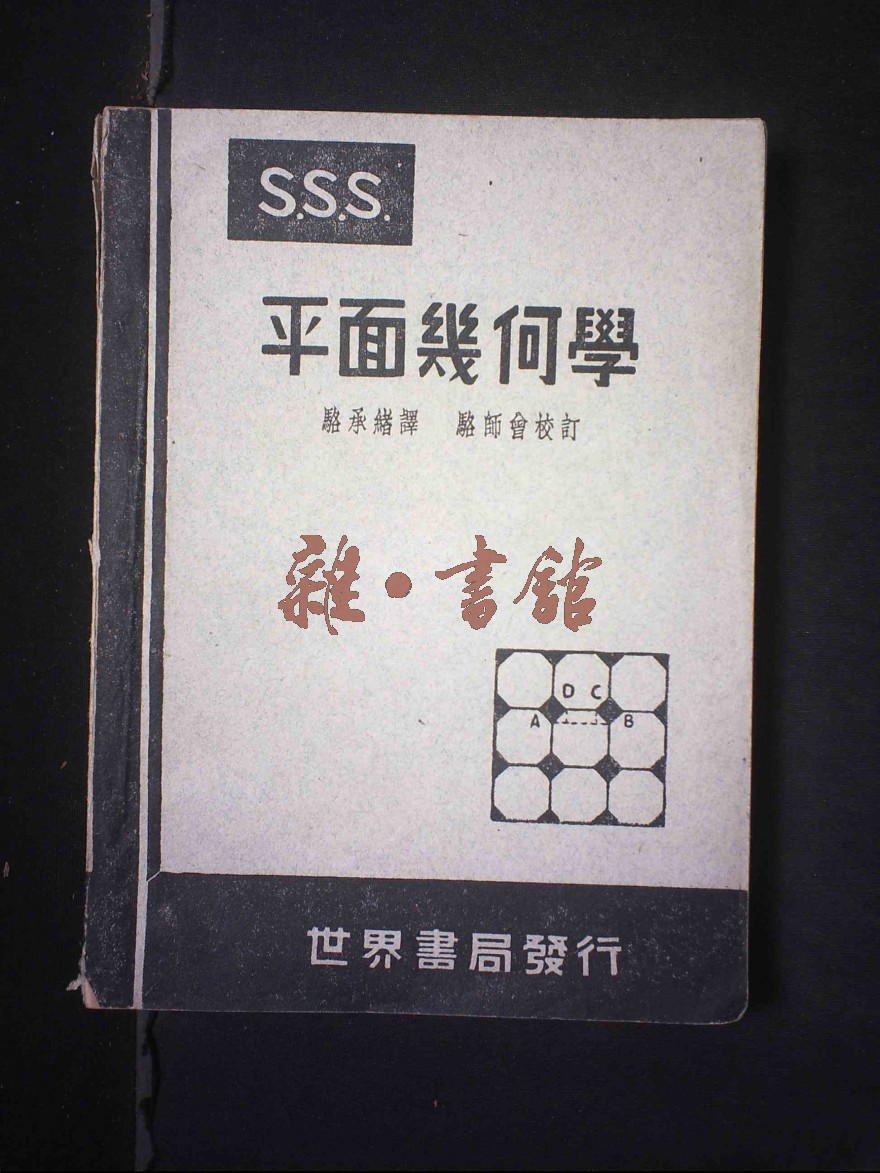 S.S.S.
平面幾何學
駱承緒譯 駱師曾校訂
雜·書館
D C
A B
世界書局發行